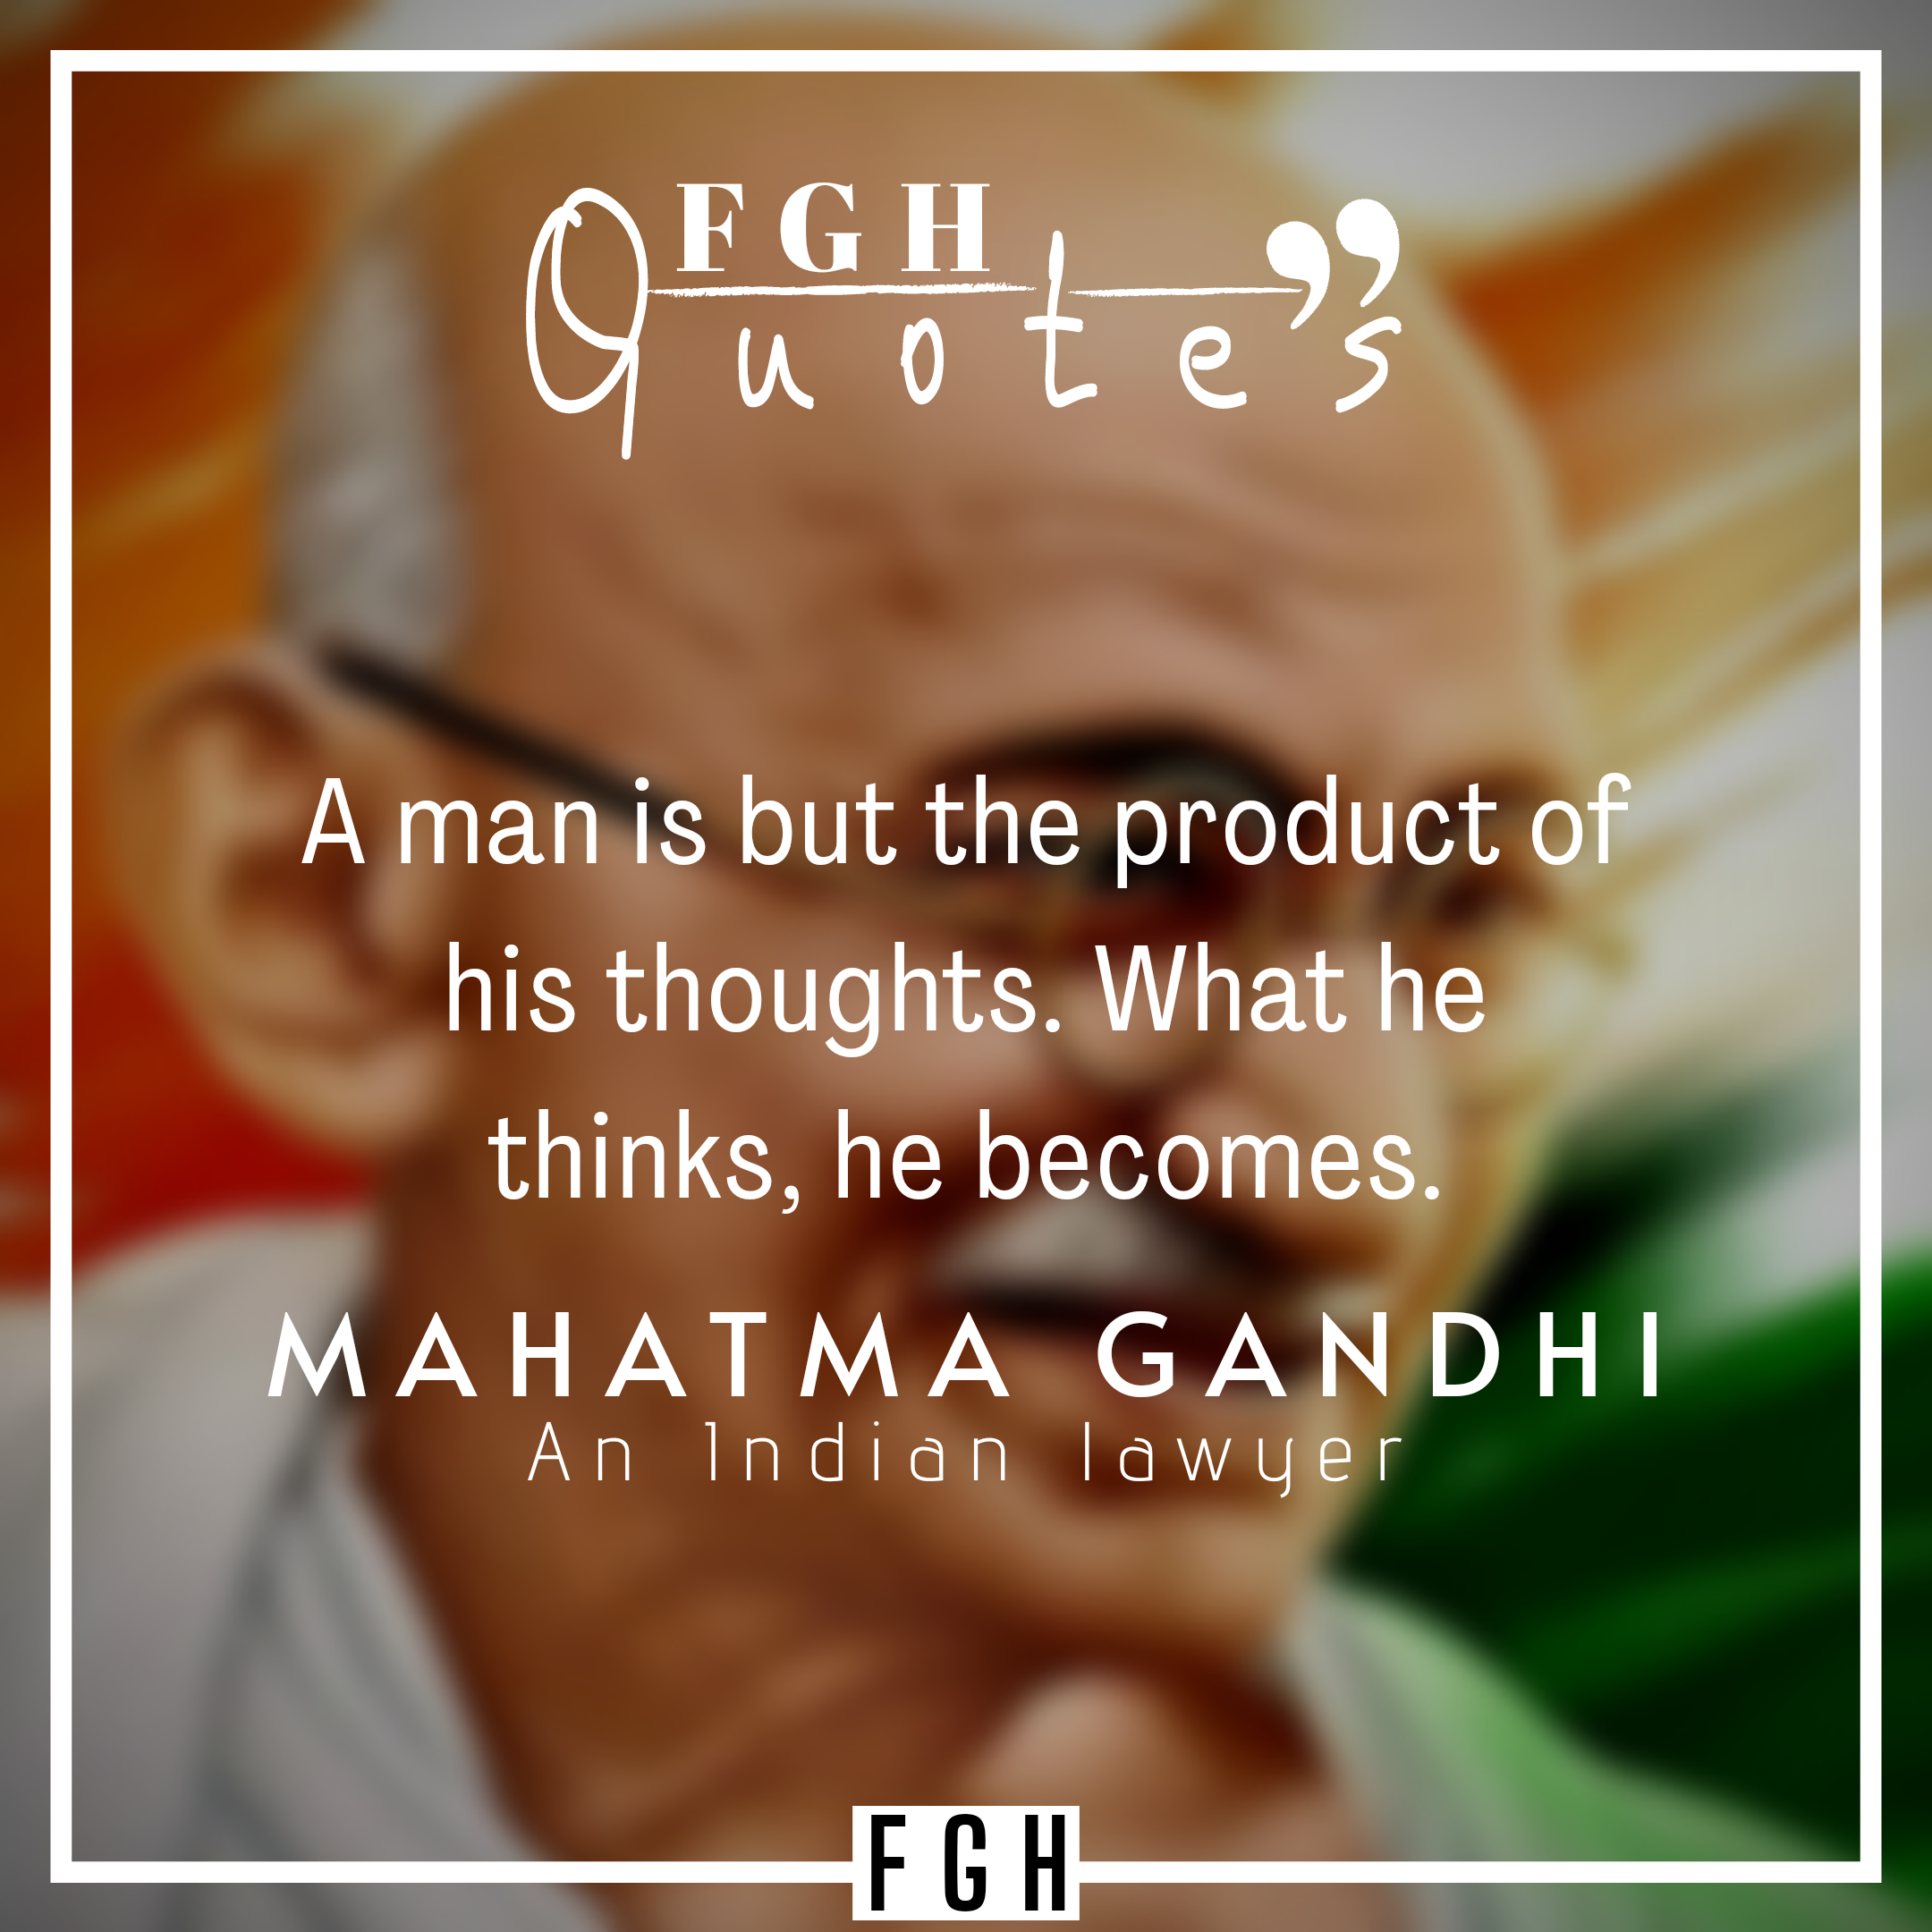 FGH
Quotes
”
A man is but the product of
his thoughts. What he
thinks, he becomes.
MAHATMA GANDHI
An Indian lawyer
FGH